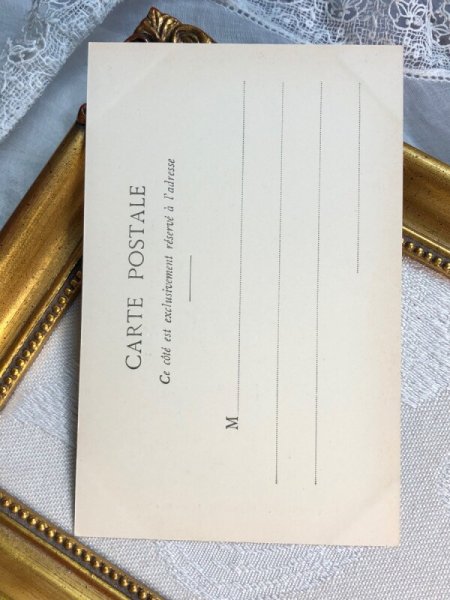 CARTE POSTALE
Ce côté est exclusivement réservé à l'adresse
M